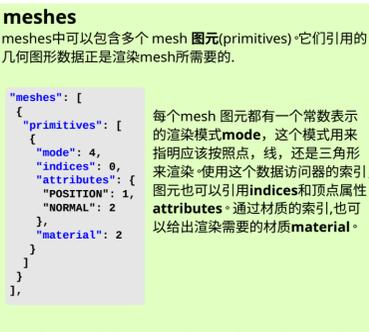 meshes
meshes中可以包含多个 mesh 图元(primitives)。它们引用的
几何图形数据正是渲染mesh所需要的.
"meshes": [
{
"primitives": [
{
"mode": 4,
"indices": 0,
"attributes": {
"POSITION": 1,
"NORMAL": 2
},
"material": 2
}
]
}
],
每个mesh 图元都有一个常数表示
的渲染模式mode，这个模式用来
指明应该按照点，线，还是三角形
来渲染。使用这个数据访问器的索引,
图元也可以引用indices和顶点属性
attributes。通过材质的索引,也可
以给出渲染需要的材质material。